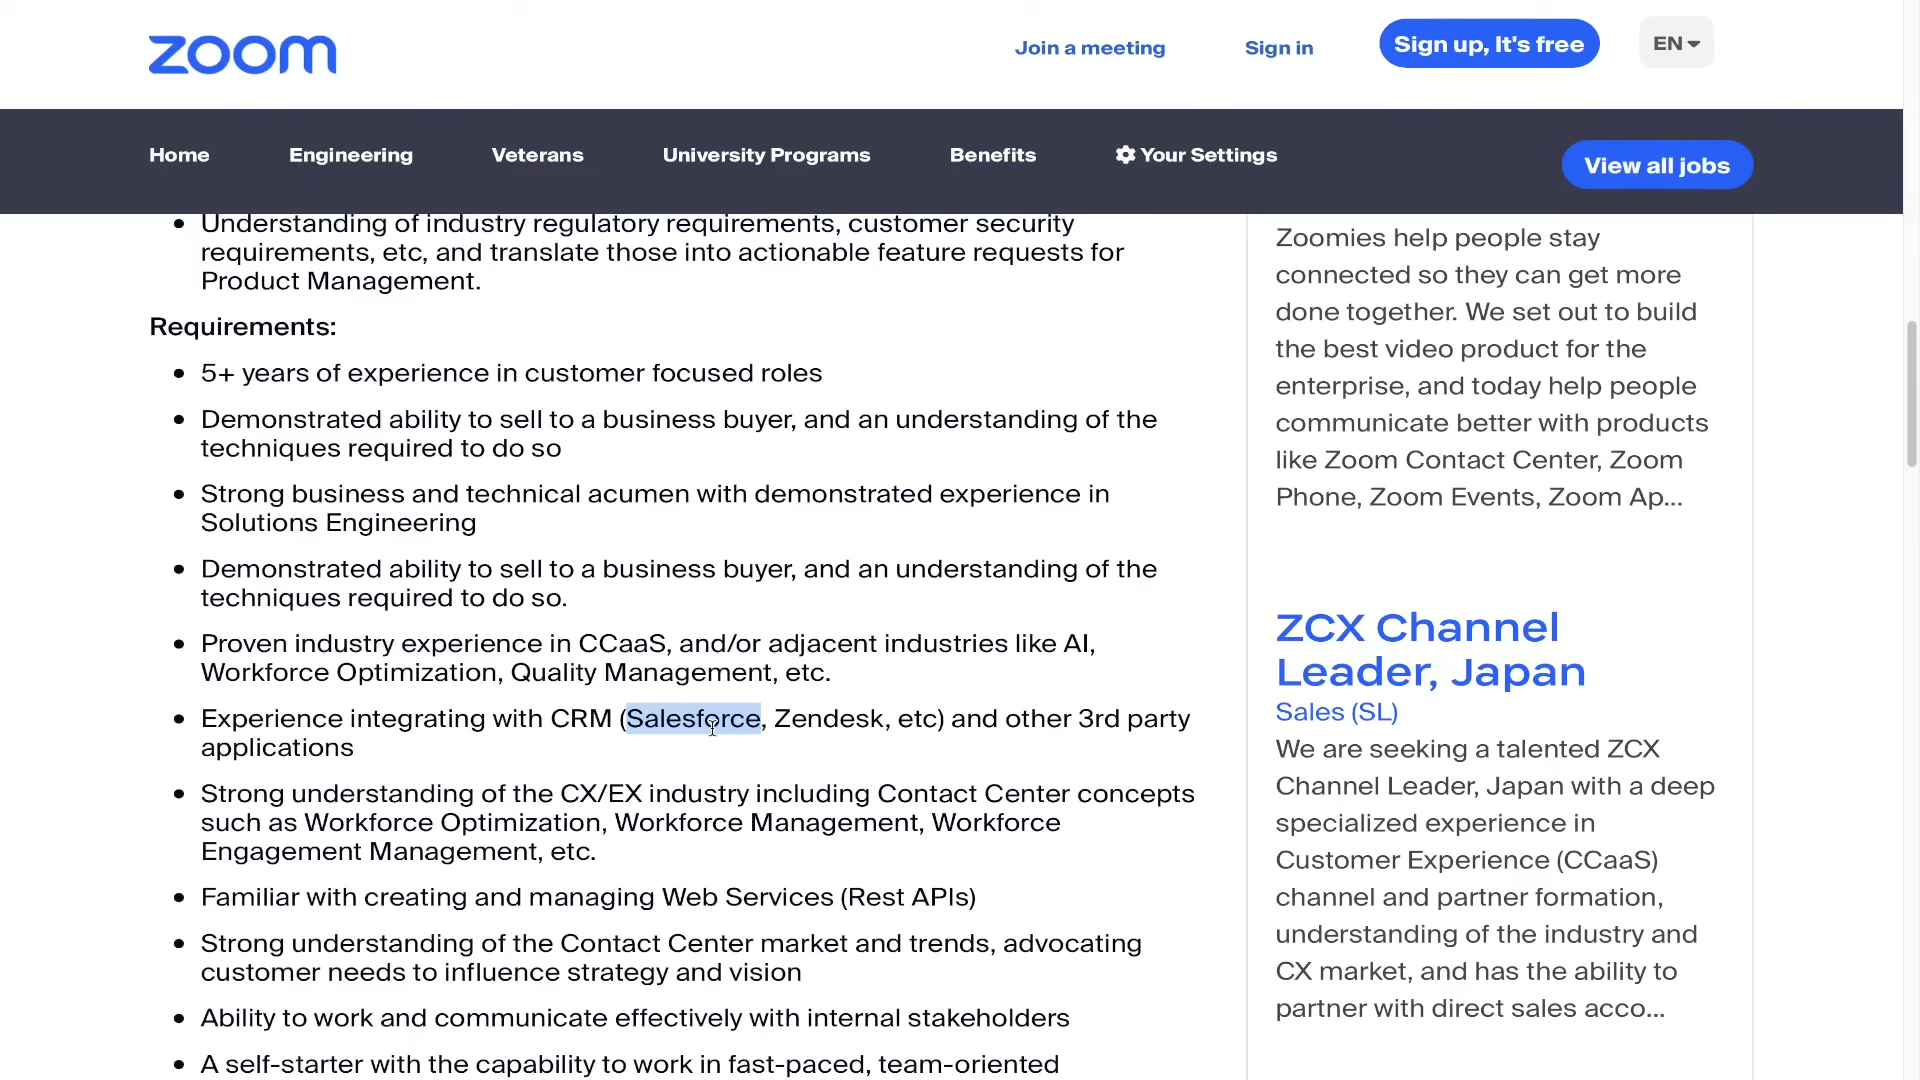 zoom
Join a meeting
Sign in
Sign up, It's free
EN
Home
Engineering
Veterans
University Programs
Benefits
Your Settings
View all jobs
• Understanding of industry regulatory requirements, customer security
requirements, etc, and translate those into actionable feature requests for
Product Management.
Requirements:
• 5+ years of experience in customer focused roles
• Demonstrated ability to sell to a business buyer, and an understanding of the
techniques required to do so
• Strong business and technical acumen with demonstrated experience in
Solutions Engineering
• Demonstrated ability to sell to a business buyer, and an understanding of the
techniques required to do so.
• Proven industry experience in CCaaS, and/or adjacent industries like AI,
Workforce Optimization, Quality Management, etc.
• Experience integrating with CRM (Salesforce, Zendesk, etc) and other 3rd party
applications
• Strong understanding of the CX/EX industry including Contact Center concepts
such as Workforce Optimization, Workforce Management, Workforce
Engagement Management, etc.
• Familiar with creating and managing Web Services (Rest APIs)
• Strong understanding of the Contact Center market and trends, advocating
customer needs to influence strategy and vision
• Ability to work and communicate effectively with internal stakeholders
• A self-starter with the capability to work in fast-paced, team-oriented
Zoomies help people stay
connected so they can get more
done together. We set out to build
the best video product for the
enterprise, and today help people
communicate better with products
like Zoom Contact Center, Zoom
Phone, Zoom Events, Zoom Ap...
ZCX Channel
Leader, Japan
Sales (SL)
We are seeking a talented ZCX
Channel Leader, Japan with a deep
specialized experience in
Customer Experience (CCaaS)
channel and partner formation,
understanding of the industry and
CX market, and has the ability to
partner with direct sales acco...